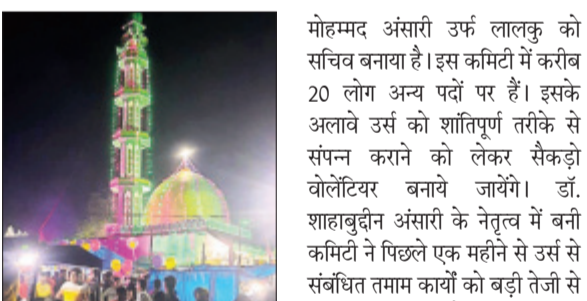 मोहम्मद अंसारी उर्फ लालकु को
सचिव बनाया है। इस कमिटी में करीब
20 लोग अन्य पदों पर हैं। इसके
अलावे उर्स को शांतिपूर्ण तरीके से
संपन्न कराने को लेकर सैकड़ो
वोलेंटियर बनाये जायेंगे। डॉ.
शाहाबुद्दीन अंसारी के नेतृत्व में बनी
कमिटी ने पिछले एक महीने से उर्स से
संबंधित तमाम कार्यों को बड़ी तेजी से